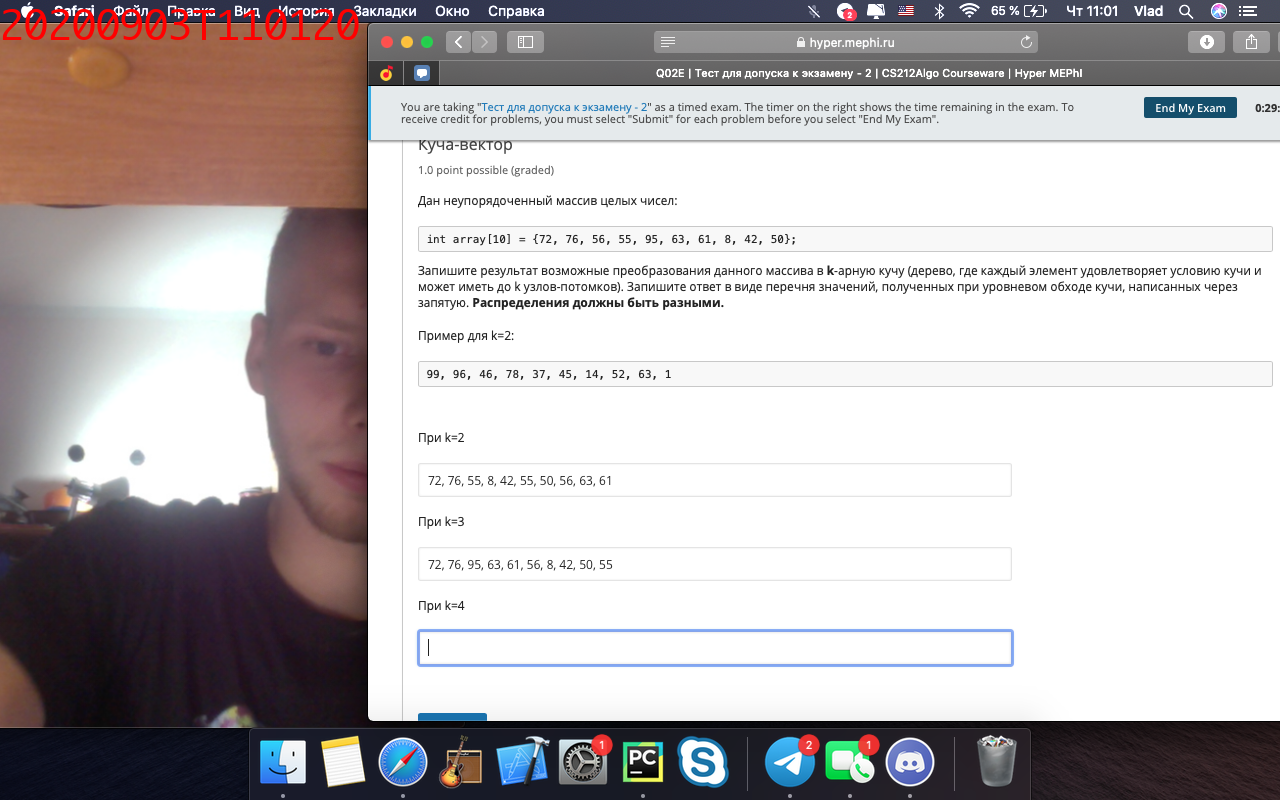 20200903T110120
Safari Файл Правка Вид История Закладки Окно Справка
2 65 % Чт 11:01 Vlad
hyper.mephi.ru
Q02E | Тест для допуска к экзамену - 2 | CS212Algo Courseware | Hyper MEPhI
You are taking "Тест для допуска к экзамену - 2" as a timed exam. The timer on the right shows the time remaining in the exam. To
receive credit for problems, you must select "Submit" for each problem before you select "End My Exam".
End My Exam
0:29:
Куча-вектор
1.0 point possible (graded)
Дан неупорядоченный массив целых чисел:
int array[10] = {72, 76, 56, 55, 95, 63, 61, 8, 42, 50};
Запишите результат возможные преобразования данного массива в k-арную кучу (дерево, где каждый элемент удовлетворяет условию кучи и
может иметь до k узлов-потомков). Запишите ответ в виде перечня значений, полученных при уровневом обходе кучи, написанных через
запятую. Распределения должны быть разными.
Пример для k=2:
99, 96, 46, 78, 37, 45, 14, 52, 63, 1
При k=2
72, 76, 55, 8, 42, 55, 50, 56, 63, 61
При k=3
72, 76, 95, 63, 61, 56, 8, 42, 50, 55
При k=4
1
PC
2
1